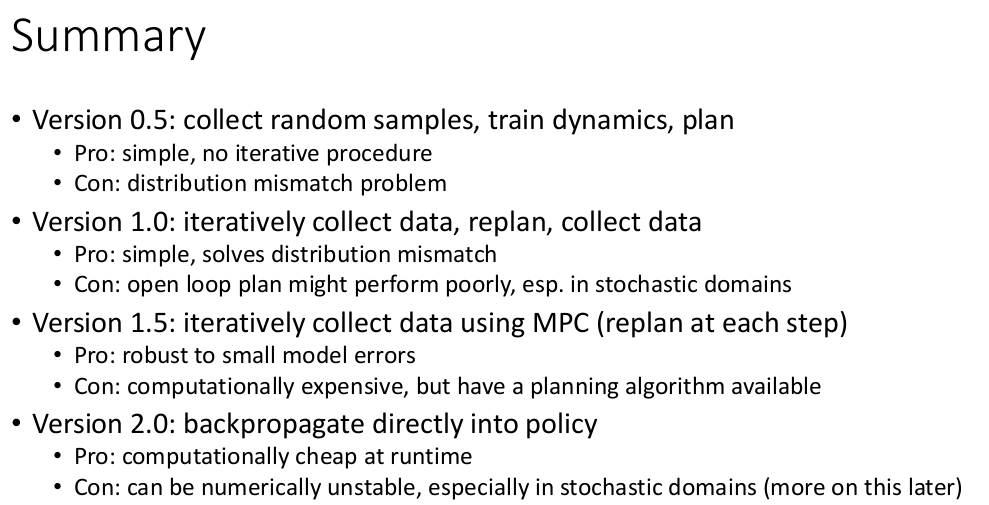 Summary
• Version 0.5: collect random samples, train dynamics, plan
• Pro: simple, no iterative procedure
• Con: distribution mismatch problem
• Version 1.0: iteratively collect data, replan, collect data
• Pro: simple, solves distribution mismatch
• Con: open loop plan might perform poorly, esp. in stochastic domains
• Version 1.5: iteratively collect data using MPC (replan at each step)
• Pro: robust to small model errors
• Con: computationally expensive, but have a planning algorithm available
• Version 2.0: backpropagate directly into policy
• Pro: computationally cheap at runtime
• Con: can be numerically unstable, especially in stochastic domains (more on this later)